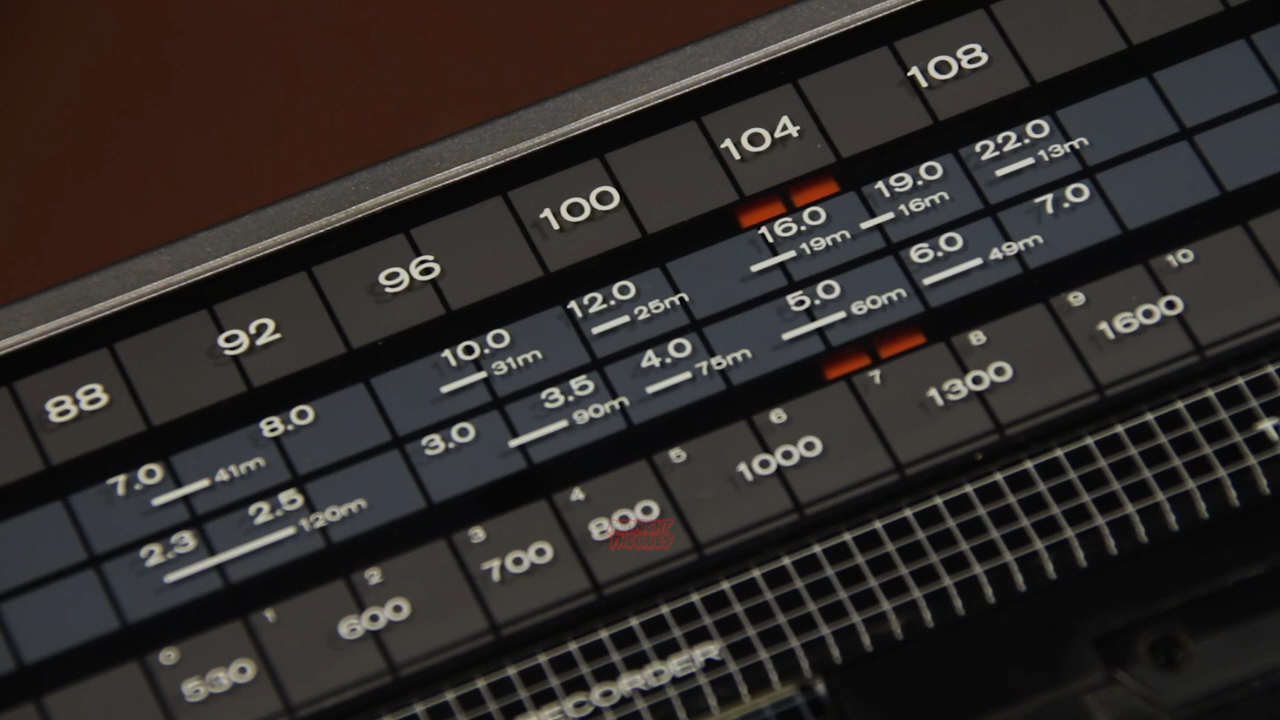 88 92 96 100 104 108
7.0 8.0 10.0 12.0 16.0 19.0 22.0
41m 31m 25m 19m 16m 13m
2.3 2.5 3.0 3.5 4.0 5.0 6.0 7.0
120m 90m 75m 60m 49m
0 1 2 3 4 5 6 7 8 9 10
530 600 700 800 1000 1300 1600
RECORDER